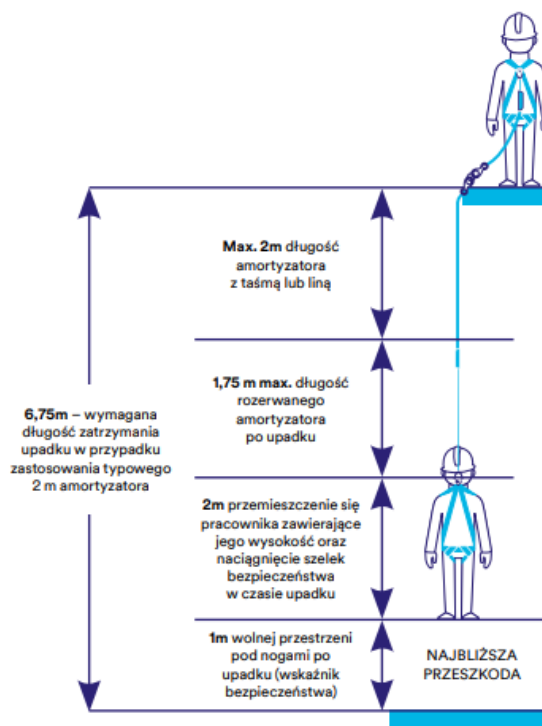 Max. 2m długość
amortyzatora
z taśmą lub liną
1,75 m max. długość
rozerwanego
amortyzatora
po upadku
6,75m – wymagana
długość zatrzymania
upadku w przypadku
zastosowania typowego
2 m amortyzatora
2m przemieszczenie się
pracownika zawierające
jego wysokość oraz
naciągnięcie szelek
bezpieczeństwa
w czasie upadku
1m wolnej przestrzeni
pod nogami po
upadku (wskaźnik
bezpieczeństwa)
NAJBLIŻSZA
PRZESZKODA